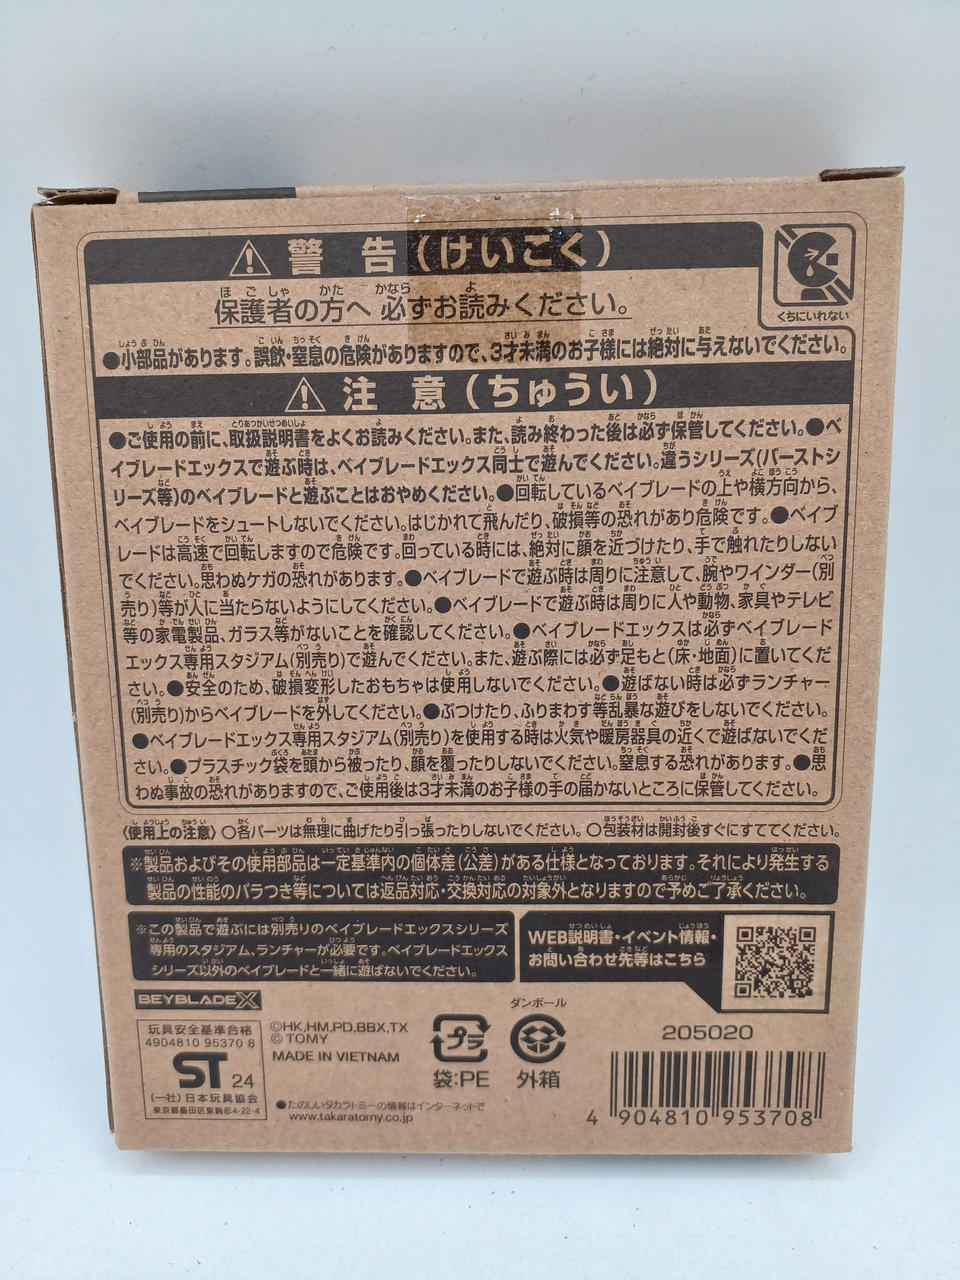 ⚠ 警告(けいこく)
くちにいれない
保護者の方へ 必ずお読みください。
●小部品があります。誤飲・窒息の危険がありますので、3才未満のお子様には絶対に与えないでください。
⚠ 注意(ちゅうい)
●ご使用の前に、取扱説明書をよくお読みください。また、読み終わった後は必ず保管してください。●ベ
イブレードエックスで遊ぶ時は、ベイブレードエックス同士で遊んでください。違うシリーズ(バーストシ
リーズ等)のベイブレードと遊ぶことはおやめください。●回転しているベイブレードの上や横方向から、
ベイブレードをシュートしないでください。はじかれて飛んだり、破損等の恐れがあり危険です。●ベイブ
レードは高速で回転しますので危険です。回っている時には、絶対に顔を近づけたり、手で触れたりしない
でください。思わぬケガの恐れがあります。●ベイブレードで遊ぶ時は周りに注意して、腕やワインダー(別
売り)等が人に当たらないようにしてください。●ベイブレードで遊ぶ時は周りに人や動物、家具やテレビ
等の家電製品、ガラス等がないことを確認してください。●ベイブレードエックスは必ずベイブレード
エックス専用スタジアム(別売り)で遊んでください。また、遊ぶ際には必ず足もと(床・地面)に置いてくだ
さい。●安全のため、破損変形したおもちゃは使用しないでください。●遊ばない時は必ずランチャー
(別売り)からベイブレードを外してください。●ぶつけたり、ふりまわす等乱暴な遊びをしないでください。
●ベイブレードエックス専用スタジアム(別売り)を使用する時は火気や暖房器具の近くで遊ばないでくだ
さい。●プラスチック袋を頭から被ったり、顔を覆ったりしないでください。窒息する恐れがあります。●思
わぬ事故の恐れがありますので、ご使用後は3才未満のお子様の手の届かないところに保管してください。
〈使用上の注意〉○各パーツは無理に曲げたり引っ張ったりしないでください。○包装材は開封後すぐにすててください。
※製品およびその使用部品は一定基準内の個体差(公差)がある仕様となっております。それにより発生する
製品の性能のバラつき等については返品対応・交換対応の対象外となりますので予めご了承ください。
※この製品で遊ぶには別売りのベイブレードエックスシリーズ
専用のスタジアム、ランチャーが必要です。ベイブレードエックス
シリーズ以外のベイブレードと一緒に遊ばないでください。
WEB説明書・イベント情報・
お問い合わせ先等はこちら
BEYBLADE X
玩具安全基準合格
4904810 95370 8
ST 24
(一社)日本玩具協会
東京都墨田区東駒形4-22-4
©HK,HM,PD,BBX,TX
© TOMY
MADE IN VIETNAM
●たのしいタカラトミーの情報はインターネットで
www.takaratomy.co.jp
プラ
袋:PE
ダンボール
外箱
205020
4 904810 953708